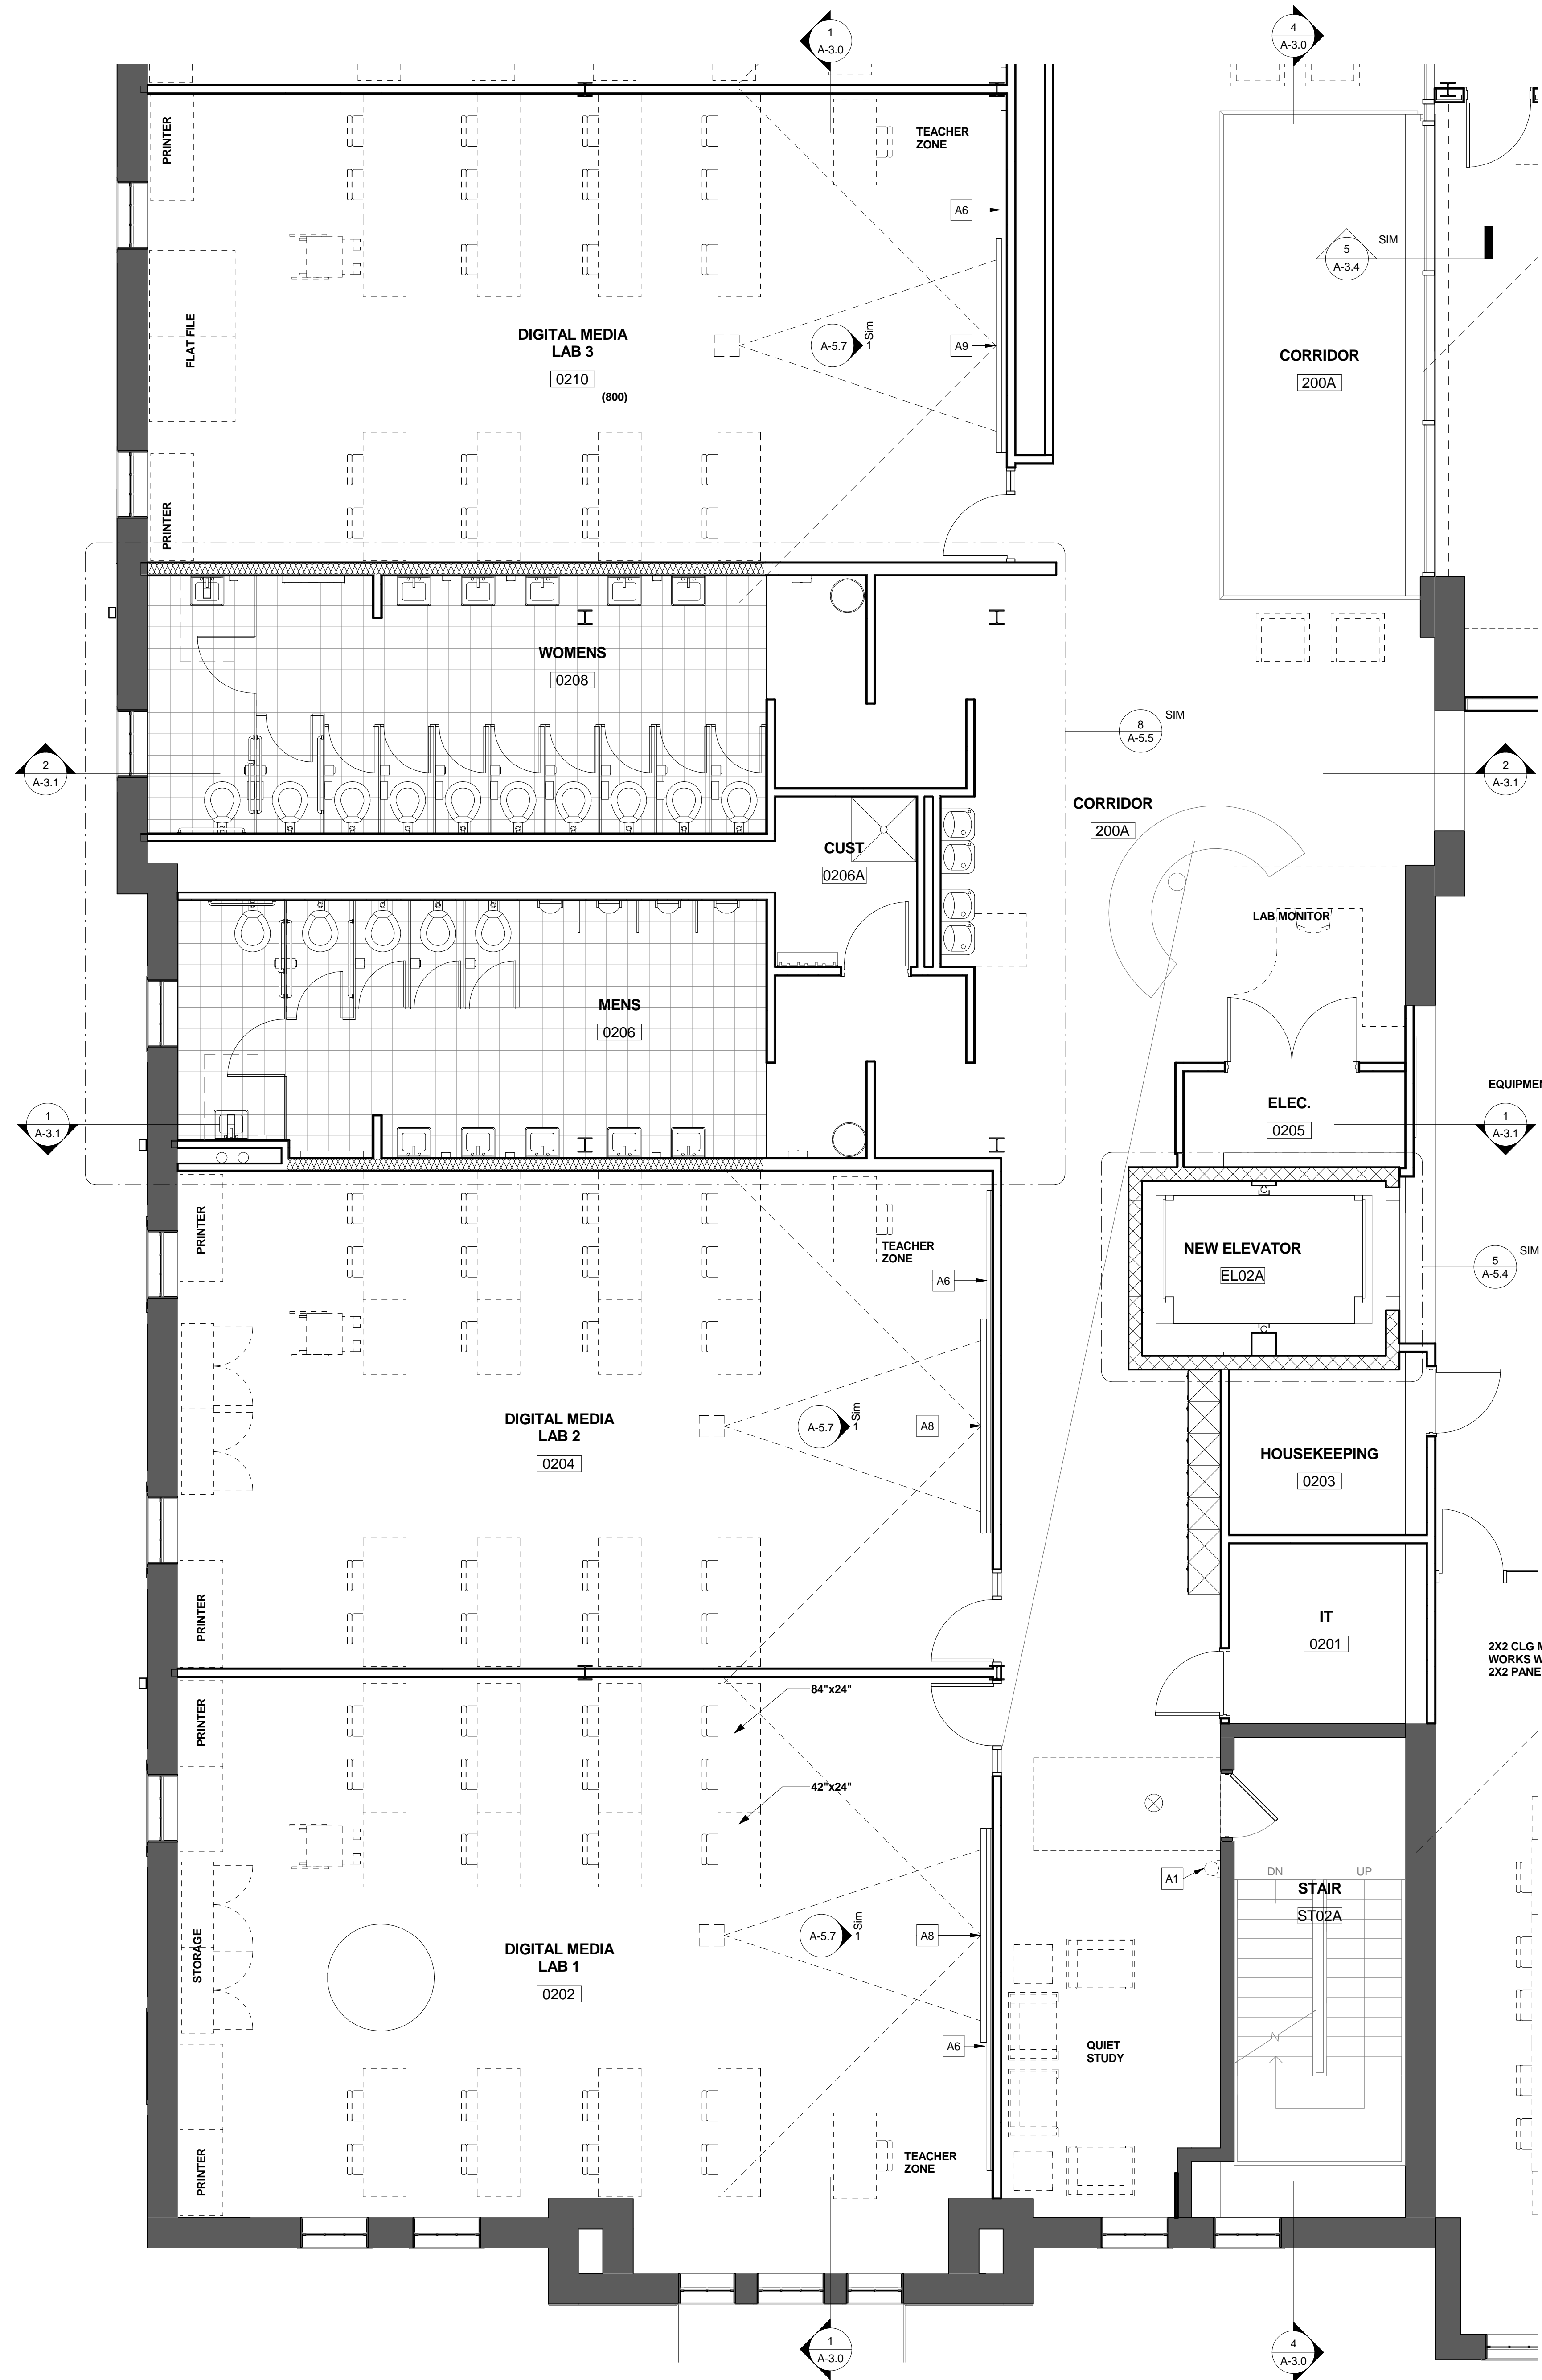 1
A-3.0
4
A-3.0
PRINTER
TEACHER
ZONE
A6
5
A-3.4
SIM
FLAT FILE
DIGITAL MEDIA
LAB 3
0210
(800)
A-5.7
1
Sim
A9
CORRIDOR
200A
PRINTER
WOMENS
0208
8
A-5.5
SIM
2
A-3.1
2
A-3.1
CORRIDOR
200A
CUST
0206A
LAB MONITOR
MENS
0206
EQUIPMEN
1
A-3.1
ELEC.
0205
1
A-3.1
PRINTER
TEACHER
ZONE
A6
NEW ELEVATOR
EL02A
5
A-5.4
SIM
DIGITAL MEDIA
LAB 2
0204
A-5.7
1
Sim
A8
HOUSEKEEPING
0203
PRINTER
IT
0201
2X2 CLG M
WORKS W
2X2 PANE
PRINTER
84"x24"
42"x24"
A1
DN
UP
STAIR
ST02A
STORAGE
DIGITAL MEDIA
LAB 1
0202
A-5.7
1
Sim
A8
A6
QUIET
STUDY
N
PRINTER
TEACHER
ZONE
1
A-3.0
4
A-3.0